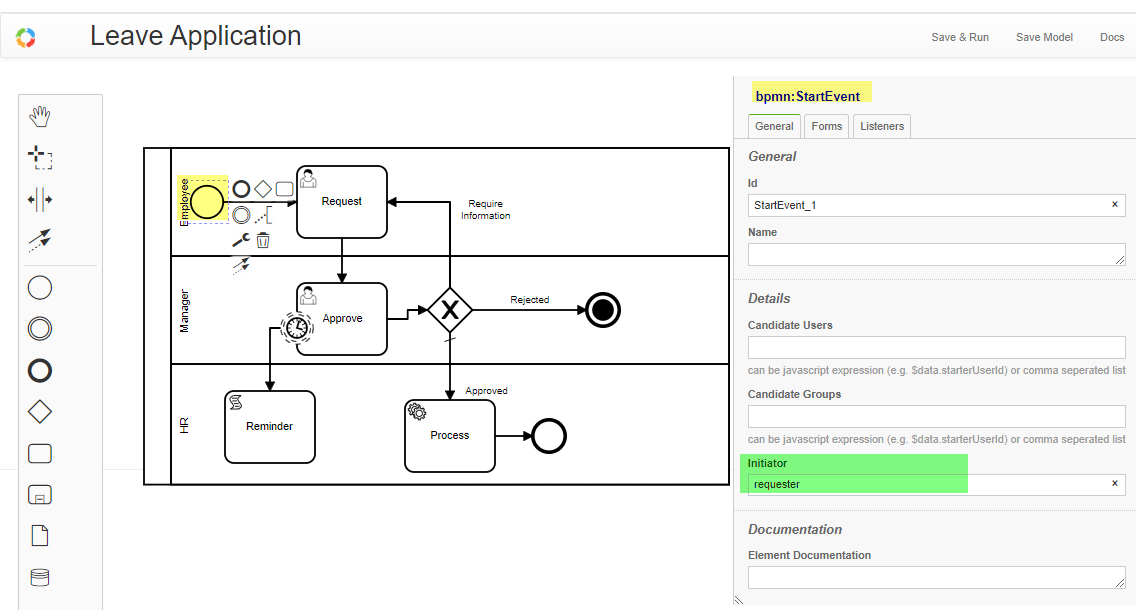 Leave Application
Save & Run
Save Model
Docs
Employee
Request
Require
Information
Manager
Approve
Rejected
HR
Reminder
Approved
Process
bpmn:StartEvent
General
Forms
Listeners
General
Id
StartEvent_1
×
Name
Details
Candidate Users
can be javascript expression (e.g. $data.starterUserId) or comma seperated list
Candidate Groups
can be javascript expression (e.g. $data.starterUserId) or comma seperated list
Initiator
requester
×
Documentation
Element Documentation